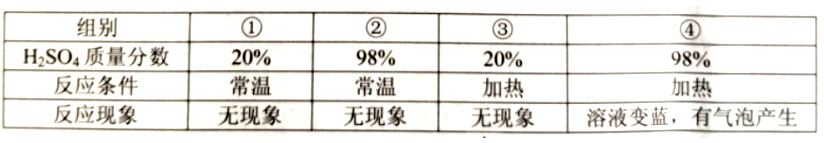 组别 ① ② ③ ④
H₂SO₄质量分数 20% 98% 20% 98%
反应条件 常温 常温 加热 加热
反应现象 无现象 无现象 无现象 溶液变蓝，有气泡产生